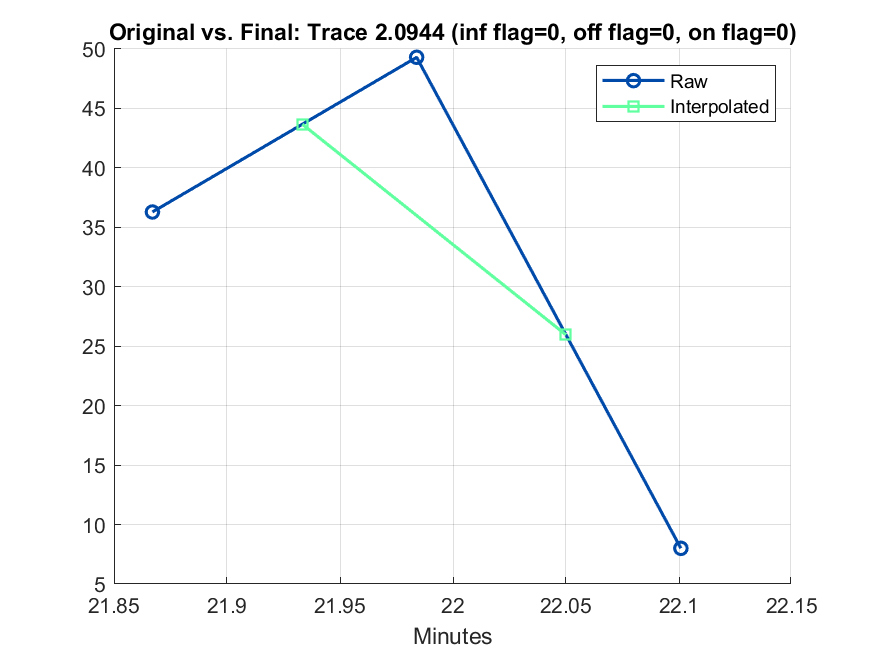 Original vs. Final: Trace 2.0944 (inf flag=0, off flag=0, on flag=0)
Raw
Interpolated
50
45
40
35
30
25
20
15
10
5
21.85 21.9 21.95 22 22.05 22.1 22.15
Minutes